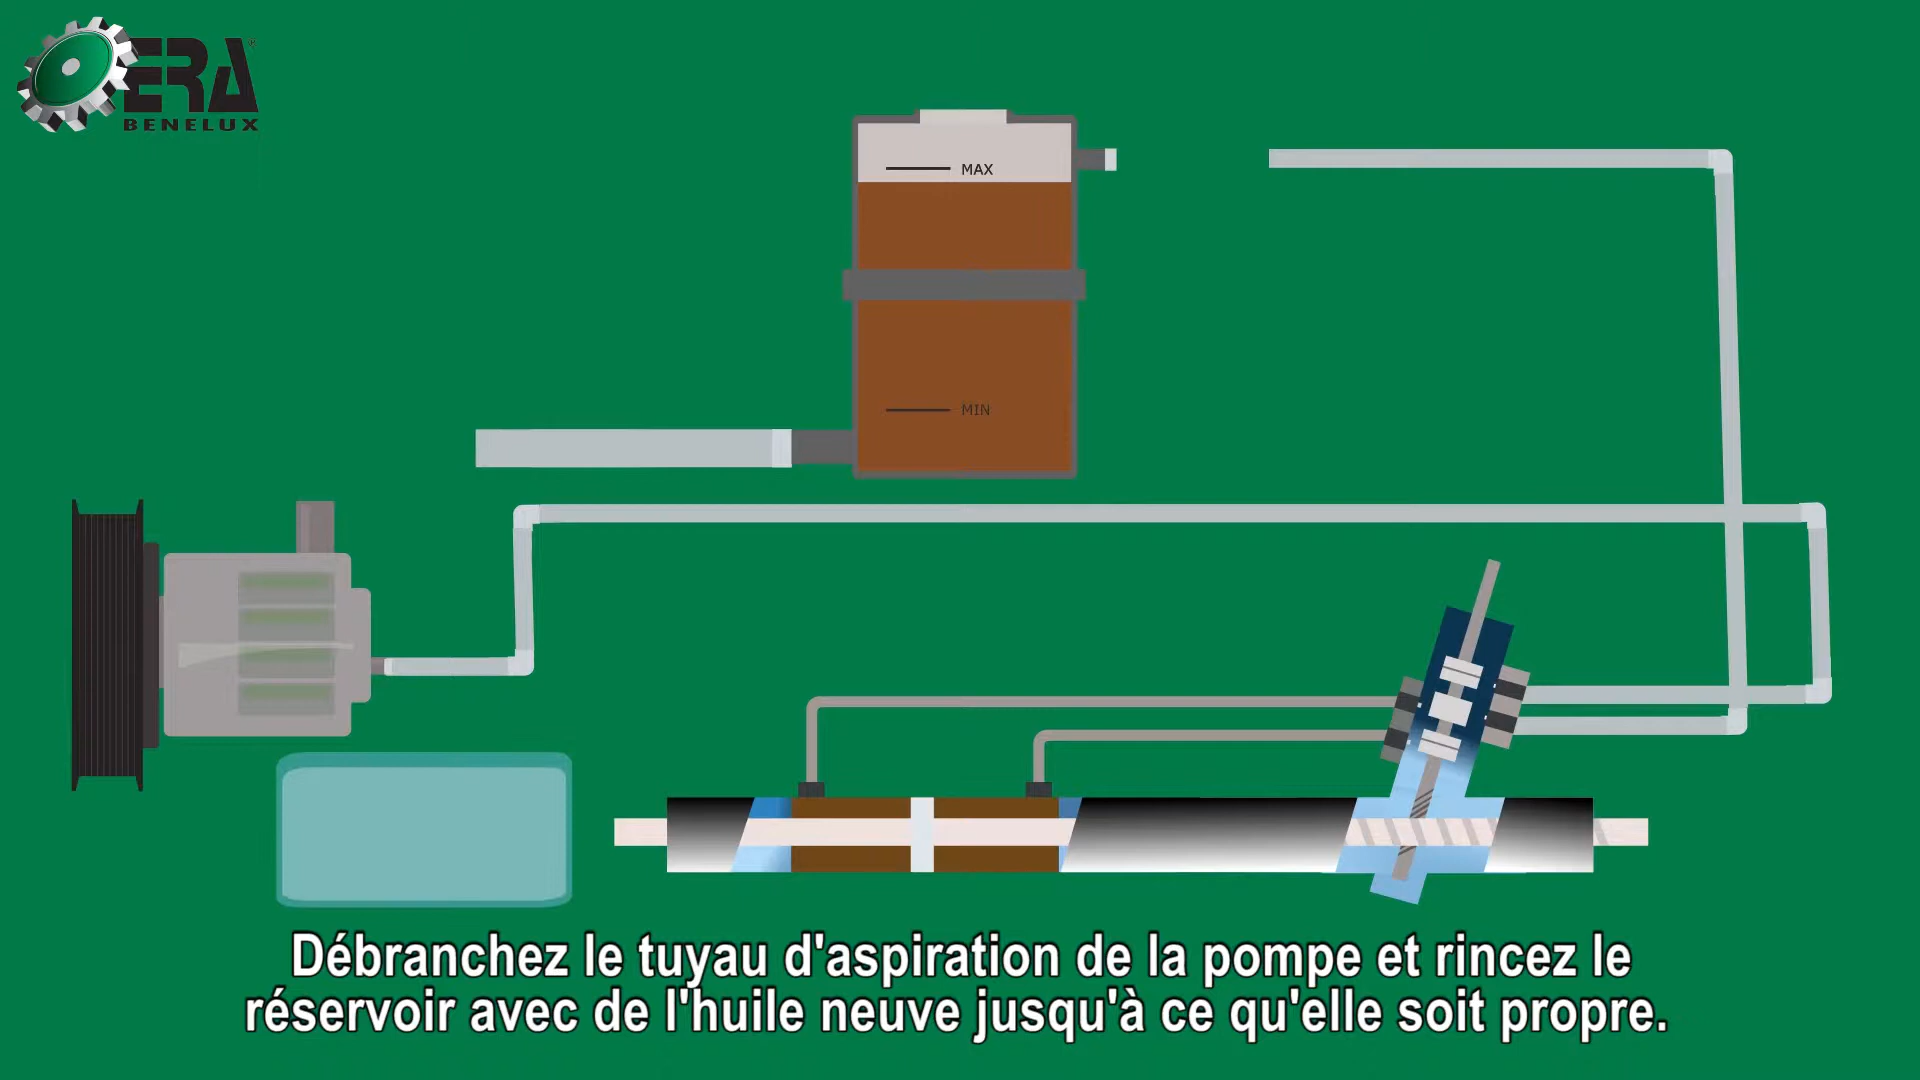 ERA®
BENELUX
MAX
MIN
Débranchez le tuyau d'aspiration de la pompe et rincez le
réservoir avec de l'huile neuve jusqu'à ce qu'elle soit propre.